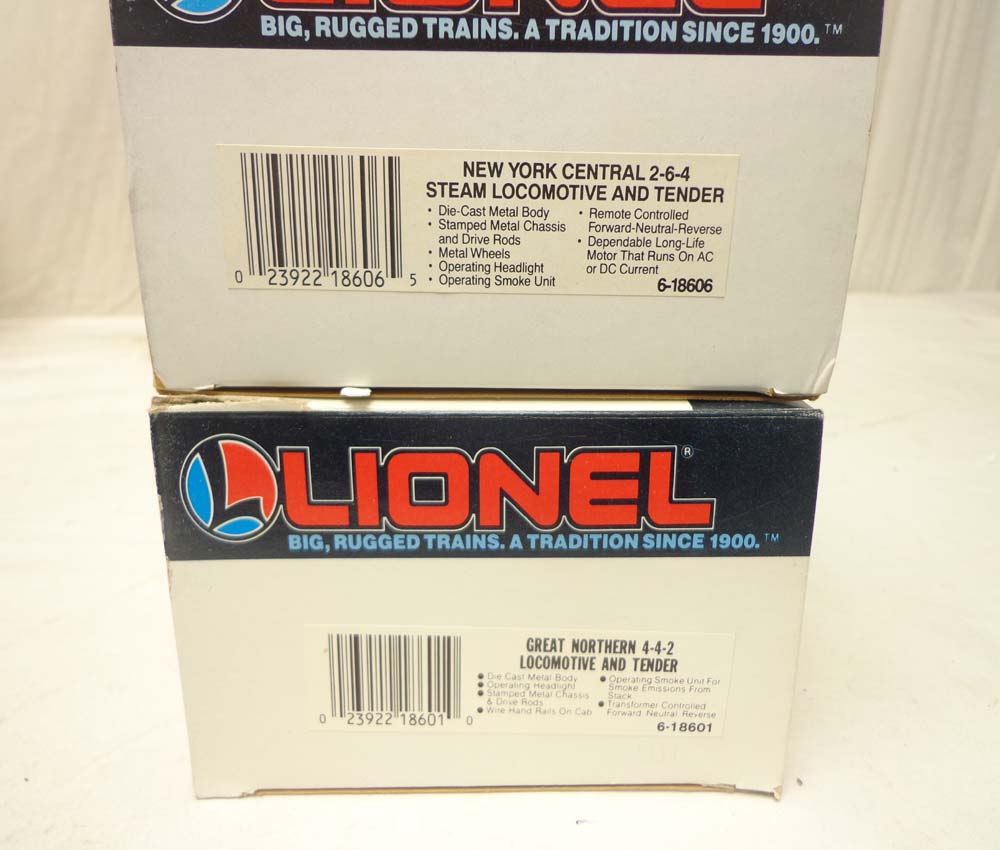 LIONEL
BIG, RUGGED TRAINS. A TRADITION SINCE 1900.™
NEW YORK CENTRAL 2-6-4
STEAM LOCOMOTIVE AND TENDER
• Die-Cast Metal Body
• Stamped Metal Chassis
and Drive Rods
• Metal Wheels
• Operating Headlight
• Operating Smoke Unit
• Remote Controlled
Forward-Neutral-Reverse
• Dependable Long-Life
Motor That Runs On AC
or DC Current
6-18606
0 23922 18606 5
LIONEL®
BIG, RUGGED TRAINS. A TRADITION SINCE 1900.™
GREAT NORTHERN 4-4-2
LOCOMOTIVE AND TENDER
• Die Cast Metal Body
• Operating Headlight
• Stamped Metal Chassis
& Drive Rods
• Wire Hand Rails On Cab
• Operating Smoke Unit For
Smoke Emissions From
Stack
• Transformer Controlled
Forward Neutral Reverse
6-18601
0 23922 18601 0